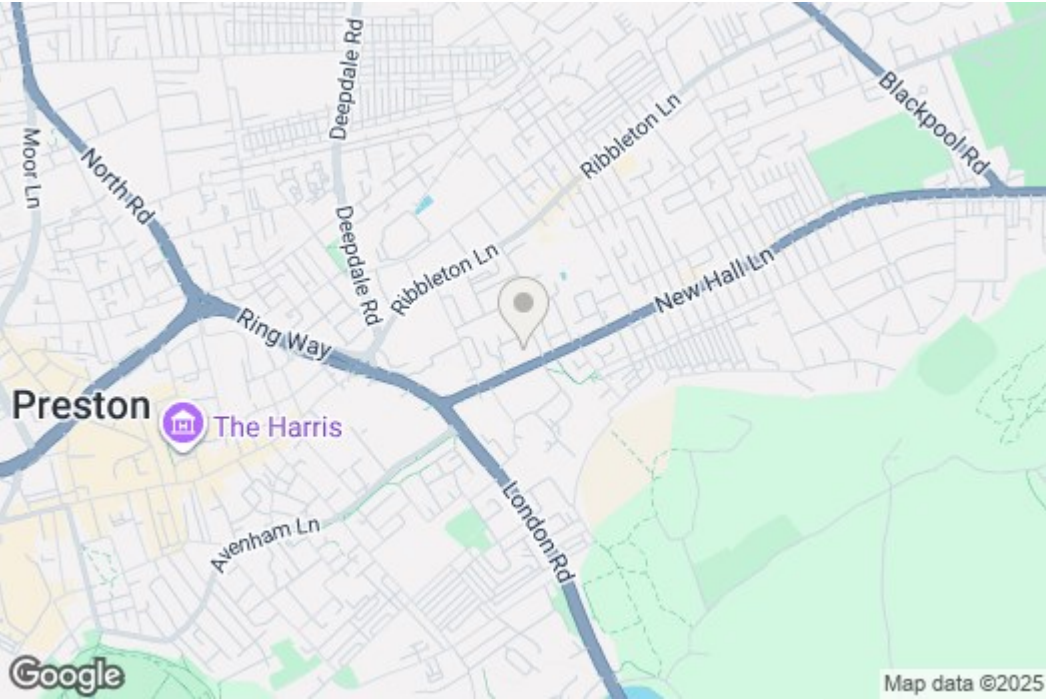 Deepdale Rd
Blackpool Rd
Ribbleton Ln
Moor Ln
North Rd
Deepdale Rd
Ribbleton Ln
New Hall Ln
Ring Way
Preston
The Harris
London Rd
Avenham Ln
Google
Map data ©2025